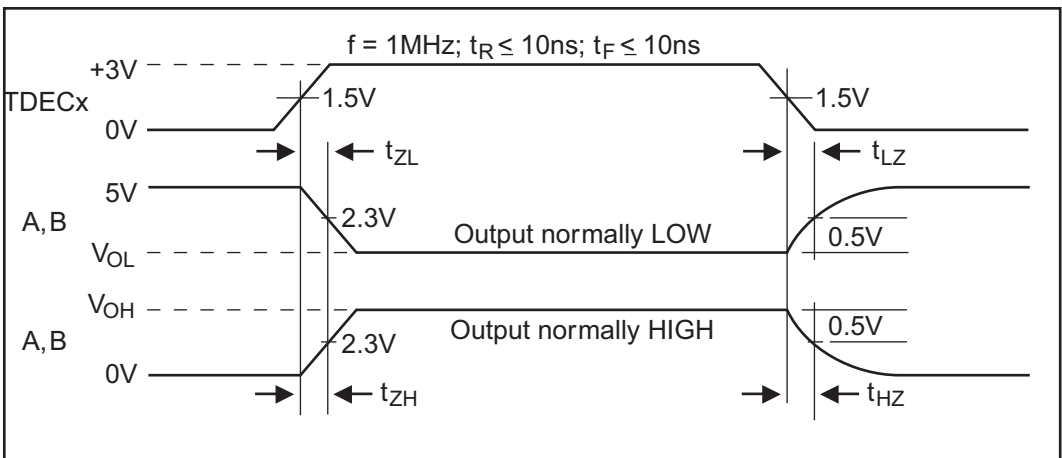 f = 1MHz; tR ≤ 10ns; tF ≤ 10ns
+3V
TDECx
1.5V
1.5V
0V
tZL
tLZ
5V
A,B
2.3V
Output normally LOW
0.5V
VOL
VOH
A,B
2.3V
Output normally HIGH
0.5V
0V
tZH
tHZ